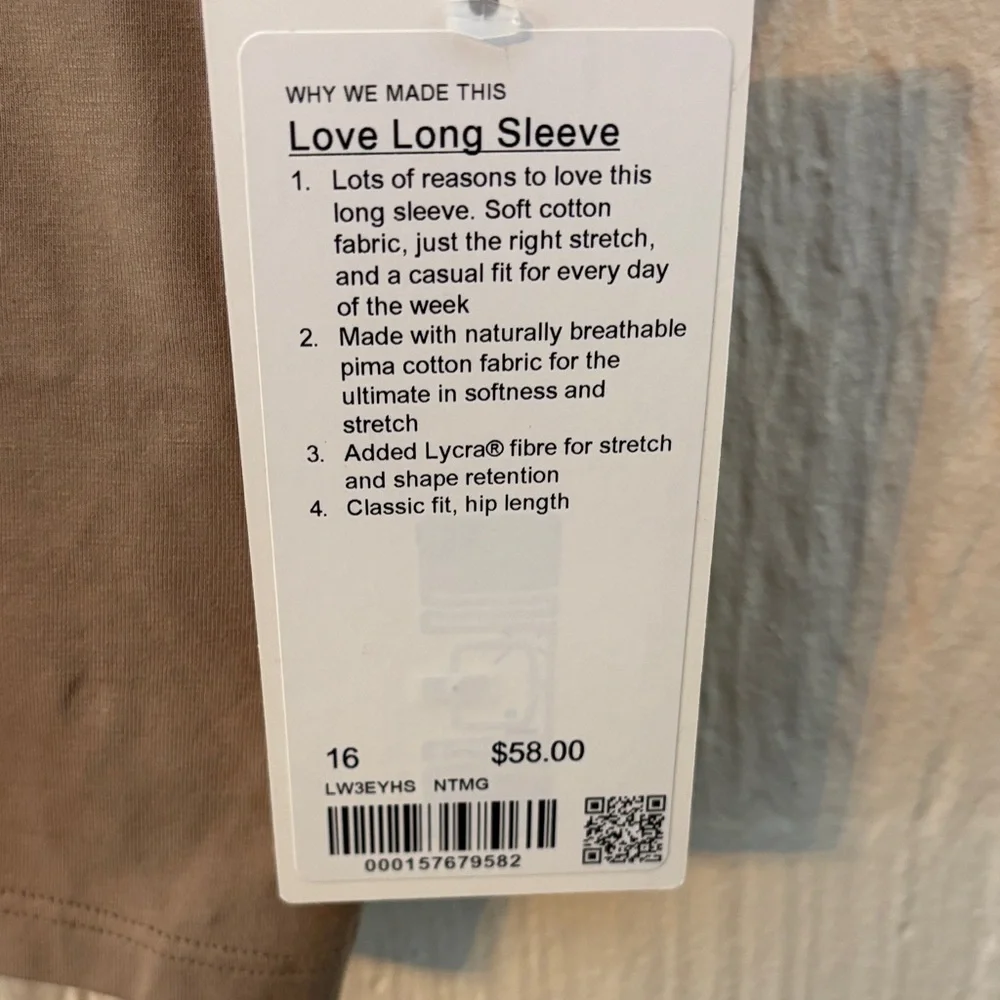 WHY WE MADE THIS
Love Long Sleeve
1. Lots of reasons to love this
long sleeve. Soft cotton
fabric, just the right stretch,
and a casual fit for every day
of the week
2. Made with naturally breathable
pima cotton fabric for the
ultimate in softness and
stretch
3. Added Lycra® fibre for stretch
and shape retention
4. Classic fit, hip length
16 $58.00
LW3EYHS NTMG
000157679582